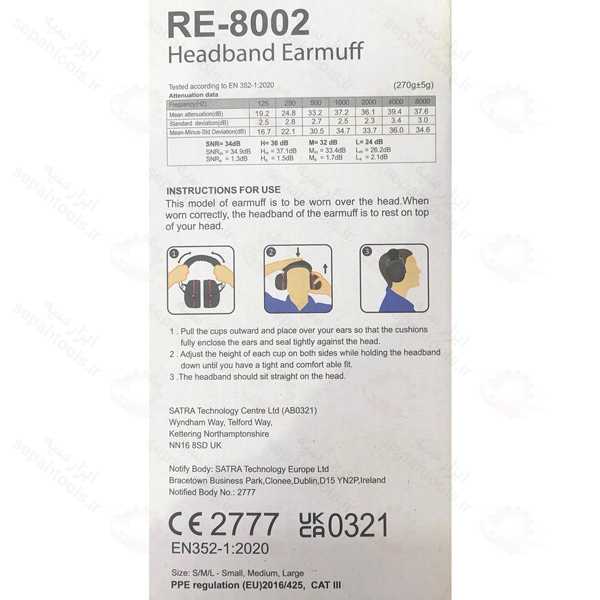 RE-8002
Headband Earmuff
Tested according to EN 352-1:2020 (270g±5g)
Attenuation data
Frepency(HZ) 125 250 500 1000 2000 4000 8000
Mean attenuation(dB) 19.2 24.8 33.2 37.2 36.1 39.4 37.6
Standard deviation(dB) 2.5 2.8 2.7 2.5 2.3 3.4 3.0
Mean-Minus-Std Deviation(dB) 16.7 22.1 30.5 34.7 33.7 36.0 34.6
SNR= 34dB H= 36 dB M= 32 dB L= 24 dB
SNRm = 34.9dB Hm = 37.1dB Mm = 33.4dB Lm = 26.2dB
SNRs = 1.3dB Hs = 1.5dB Ms = 1.7dB Ls = 2.1dB
INSTRUCTIONS FOR USE
This model of earmuff is to be worn over the head.When
worn correctly, the headband of the earmuff is to rest on top
of your head.
1 2 3
1 . Pull the cups outward and place over your ears so that the cushions
fully enclose the ears and seal tightly against the head.
2 . Adjust the height of each cup on both sides while holding the headband
down until you have a tight and comfort able fit.
3 .The headband should sit straight on the head.
SATRA Technology Centre Ltd (AB0321)
Wyndham Way, Telford Way,
Kettering Northamptonshire
NN16 8SD UK
Notify Body: SATRA Technology Europe Ltd
Bracetown Business Park,Clonee,Dublin,D15 YN2P,Ireland
Notified Body No.: 2777
CE 2777 UK CA 0321
EN352-1:2020
Size: S/M/L - Small, Medium, Large
PPE regulation (EU)2016/425, CAT III
ابزار سپه
sepahtools.ir